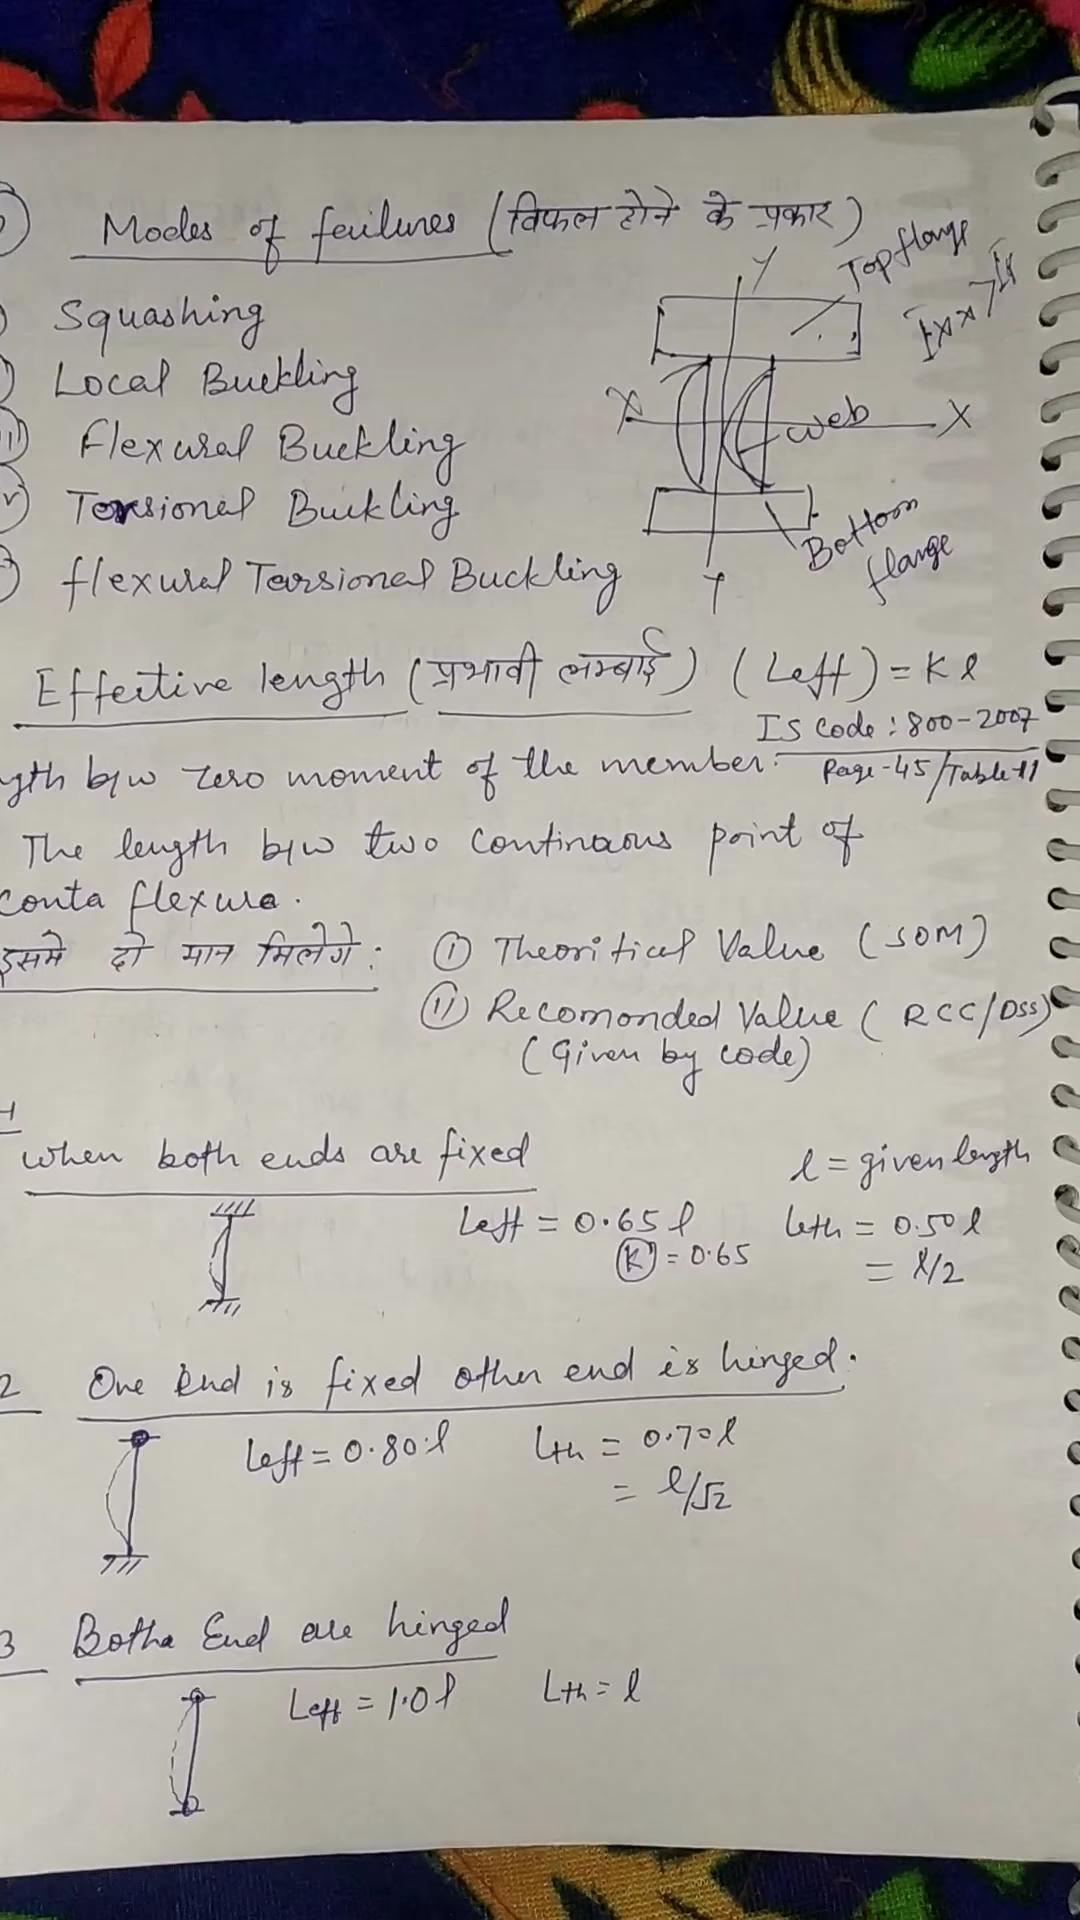 Modes of feilures (विफल होने के प्रकार)
Squashing
Local Buckling
flexural Buckling
Torsional Buckling
flexural Torsional Buckling
Y
Top flange
Ixx > Iyy
X
web
X
Bottom
flange
Y
Effective length (प्रभावी लम्बाई) (Leff) = K l
IS Code : 800-2007
Page-45/Table-11
b/w zero moment of the member.
The length b/w two continuous point of
conta flexure.
इसमे दो मान मिलेगे : (i) Theoritical Value (SOM)
(ii) Recomonded Value ( RCC/DSS)
(Given by code)
when both ends are fixed
l = given length
Leff = 0.65 l
Leth = 0.50 l
K = 0.65
= l/2
2 One End is fixed other end is hinged.
Leff = 0.80 l
Lth = 0.70 l
= l/√2
3 Botha End are hinged
Leff = 1.0 l
Lth = l